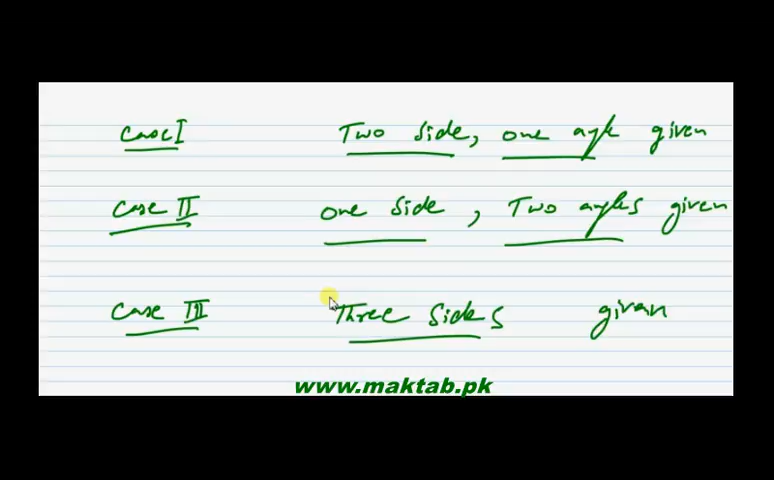 Case I Two side, one angle given
Case II one side, Two angles given
Case III Three sides given
www.maktab.pk